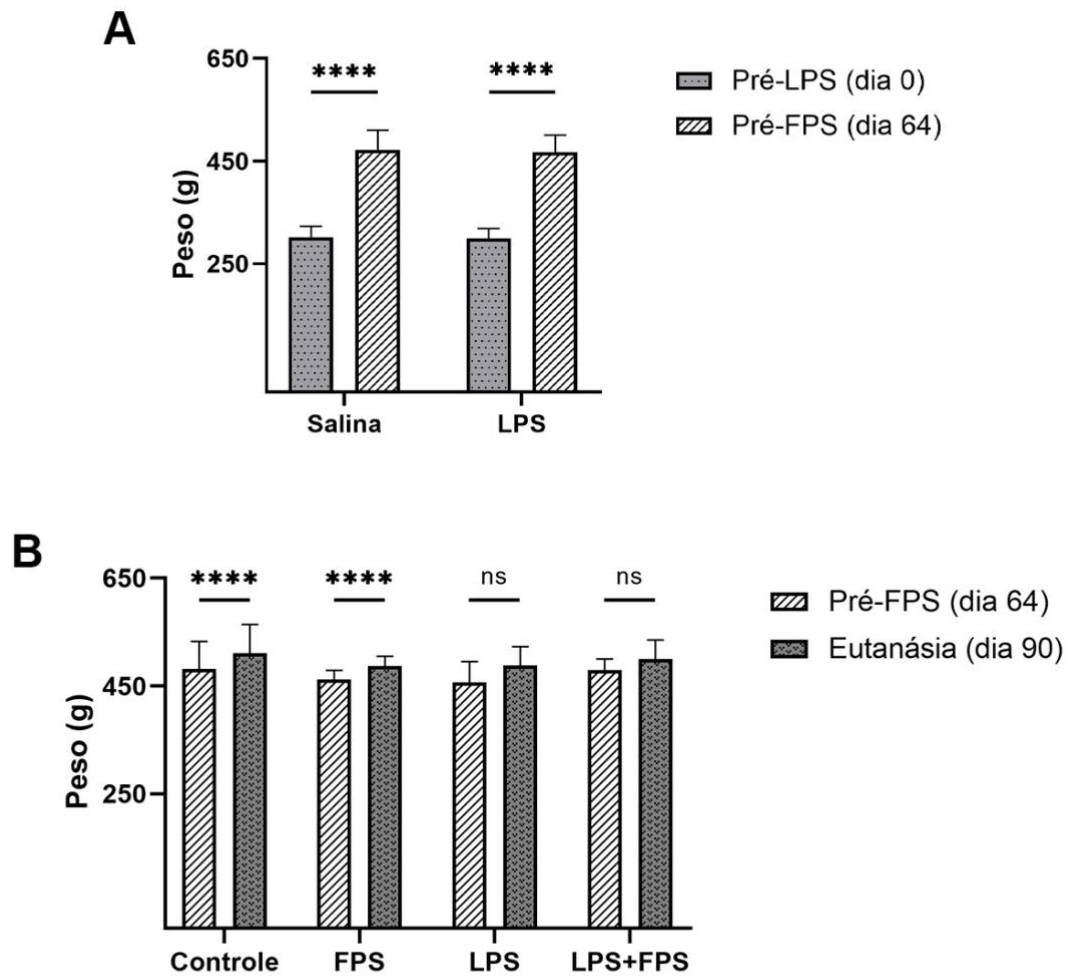 A
650
450
250
Peso (g)
**** ****
Salina LPS
Pré-LPS (dia 0)
Pré-FPS (dia 64)
B
650
450
250
Peso (g)
**** **** ns ns
Controle FPS LPS LPS+FPS
Pré-FPS (dia 64)
Eutanásia (dia 90)